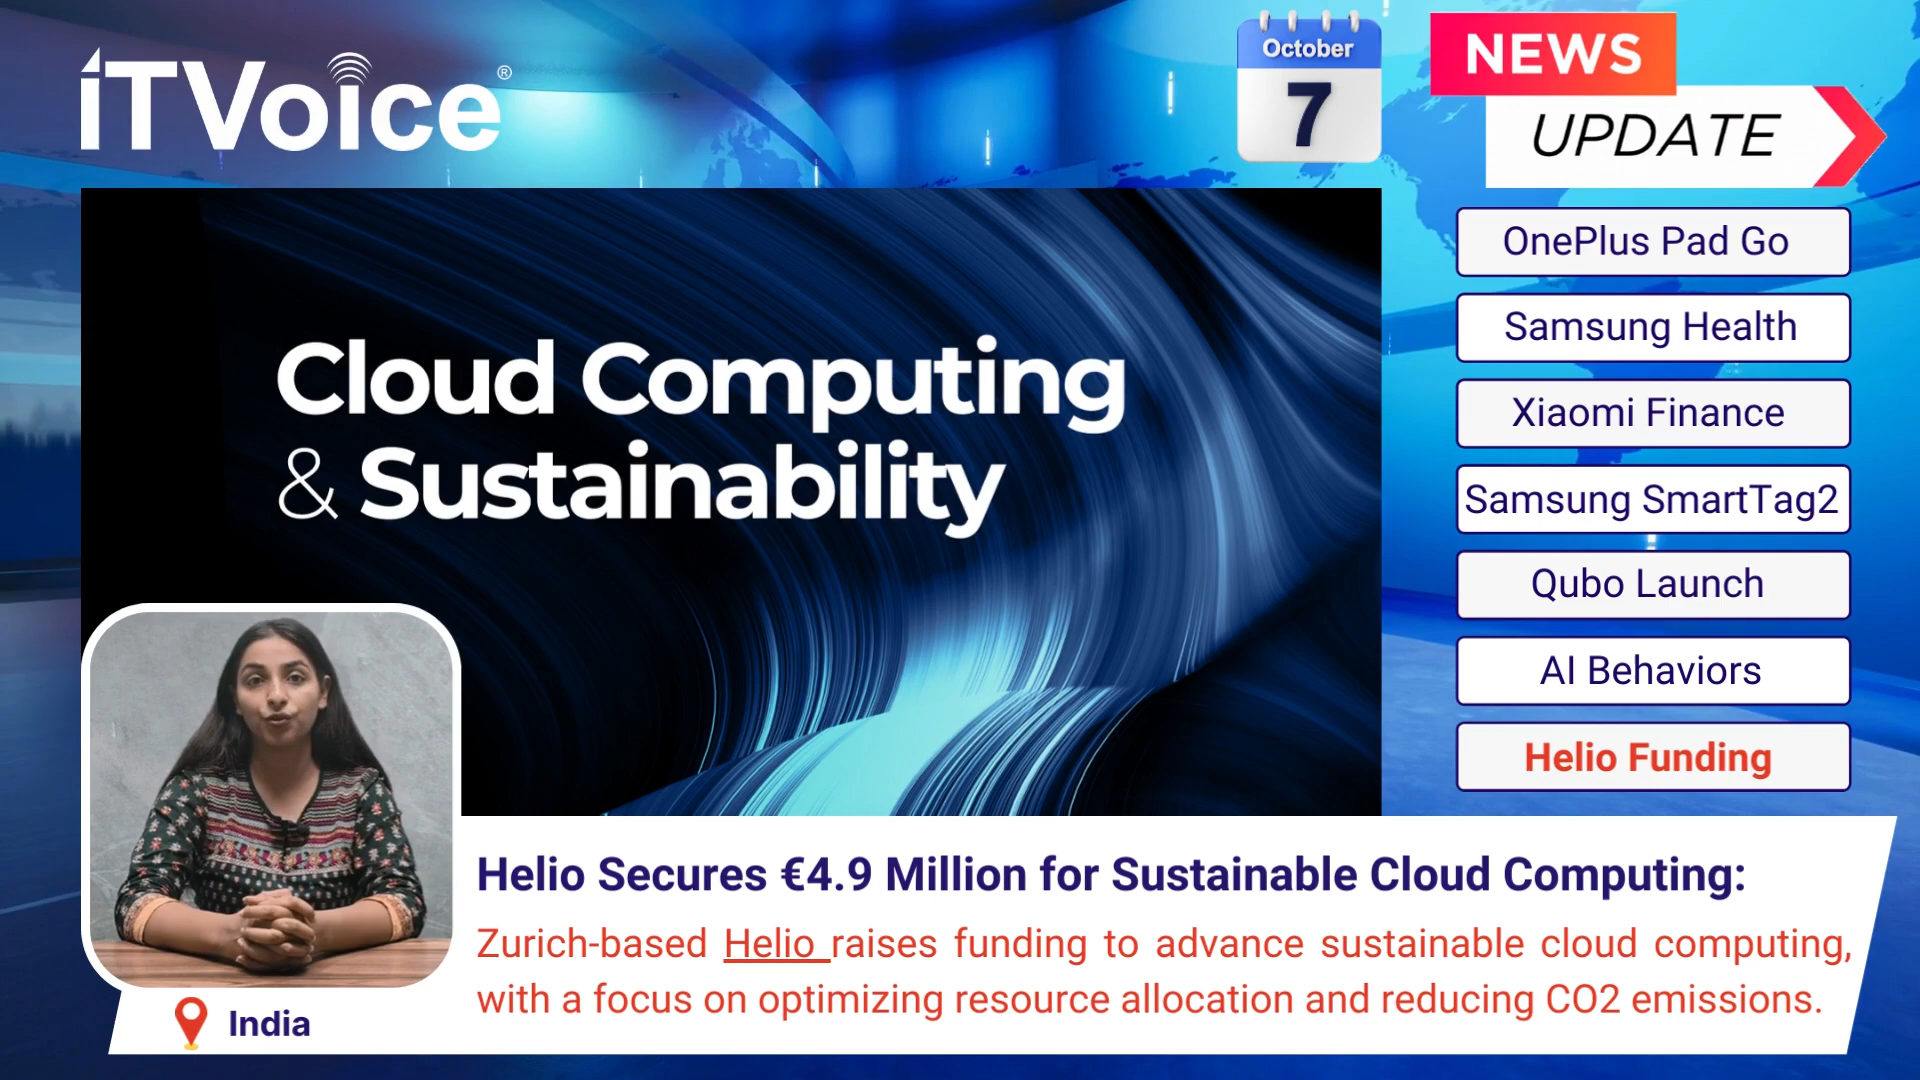 iTVoice®
October
7
NEWS
UPDATE
OnePlus Pad Go
Samsung Health
Xiaomi Finance
Samsung SmartTag2
Qubo Launch
AI Behaviors
Helio Funding
Cloud Computing
& Sustainability
Helio Secures €4.9 Million for Sustainable Cloud Computing:
Zurich-based Helio raises funding to advance sustainable cloud computing,
with a focus on optimizing resource allocation and reducing CO2 emissions.
India